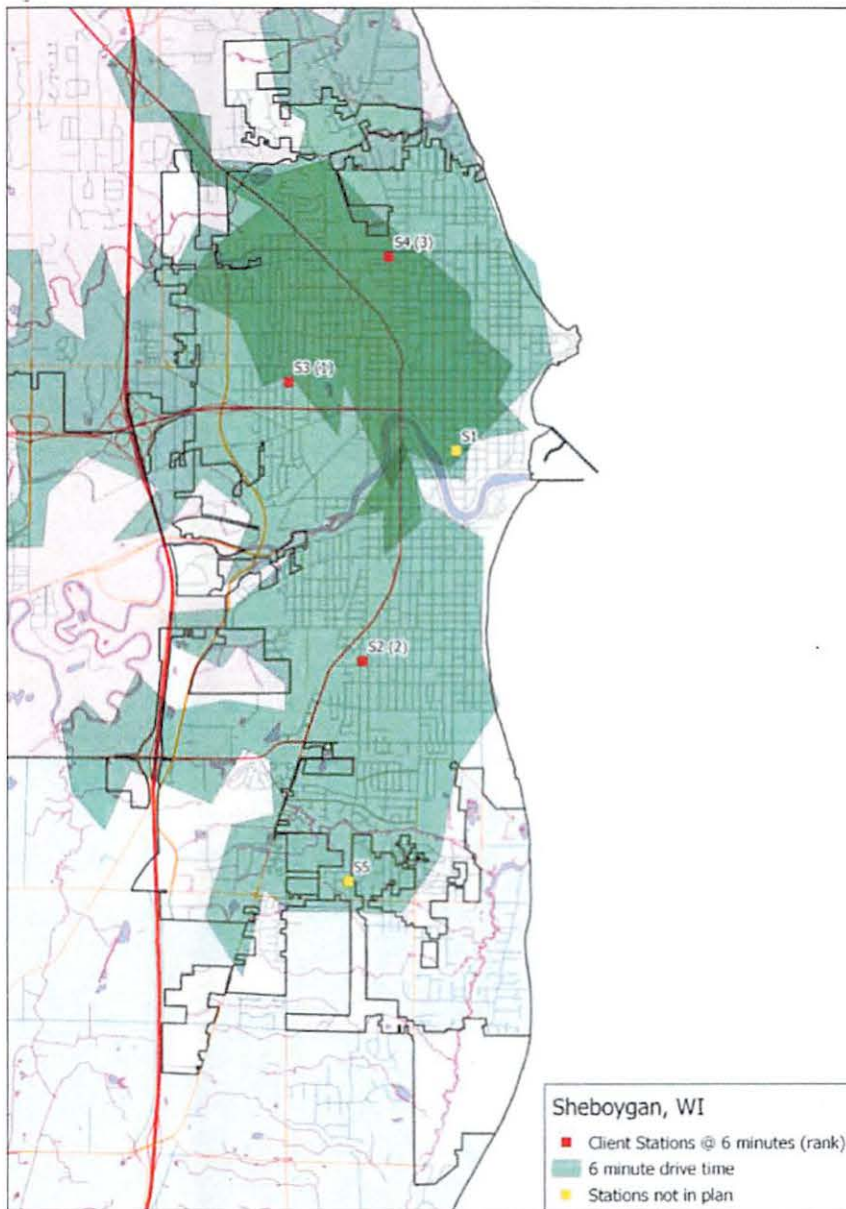 S4 (3)
S3 (1)
S1
S2 (2)
S5
Sheboygan, WI
Client Stations @ 6 minutes (rank)
6 minute drive time
Stations not in plan